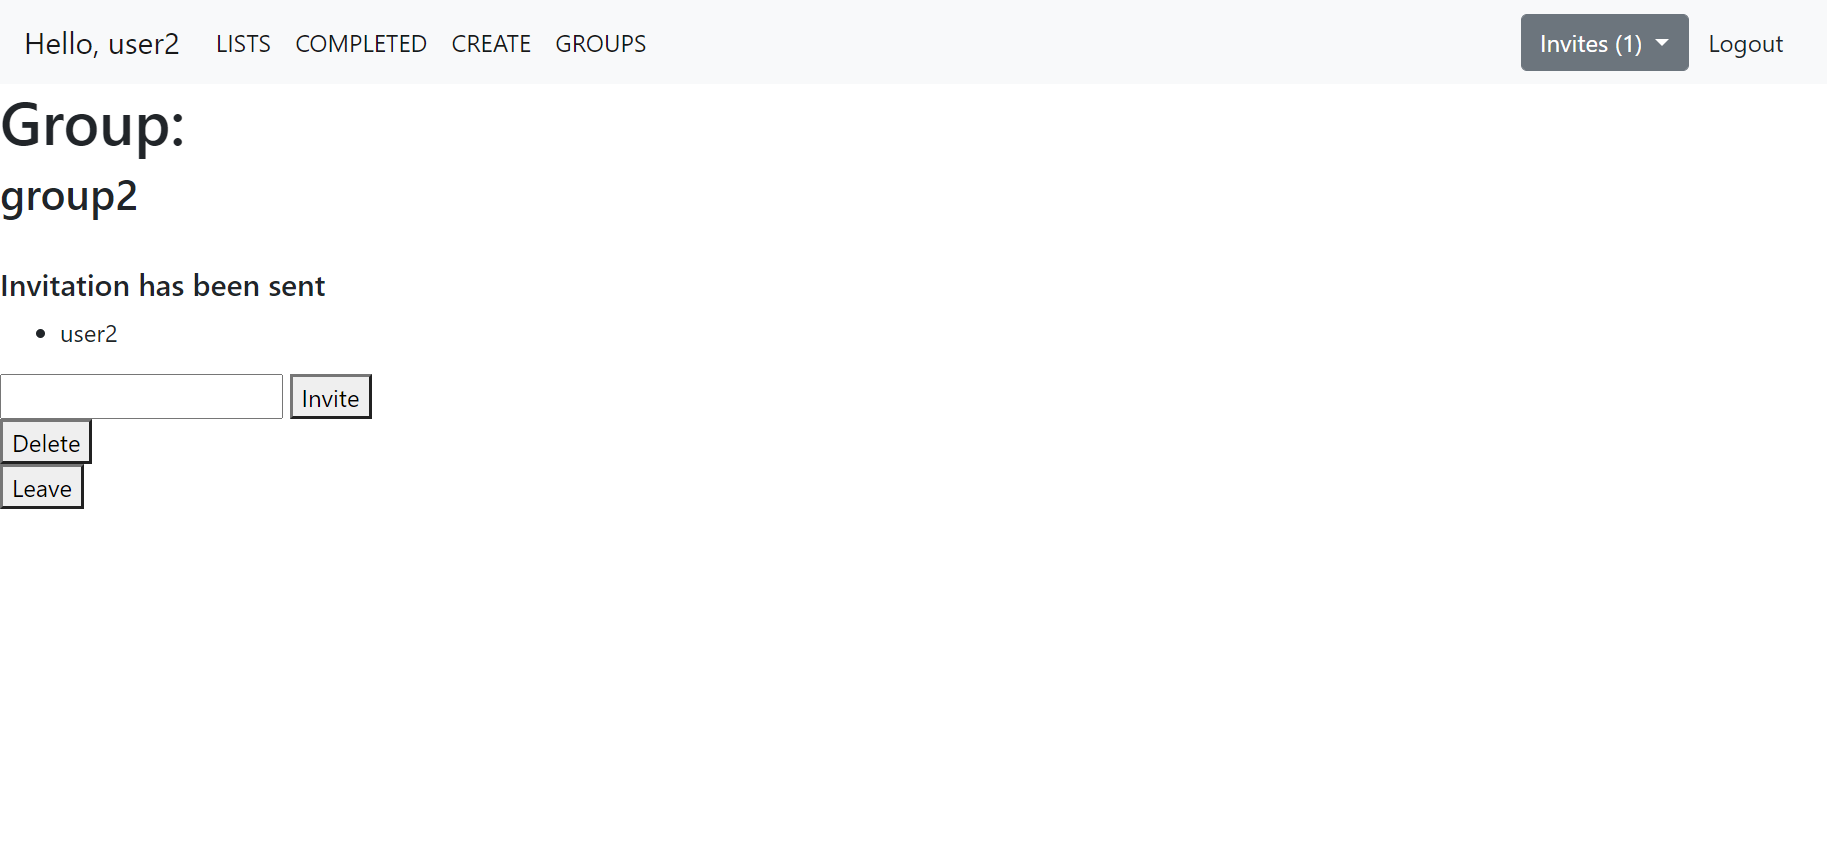 Hello, user2 LISTS COMPLETED CREATE GROUPS Invites (1) Logout
Group:
group2
Invitation has been sent
user2
Invite
Delete
Leave